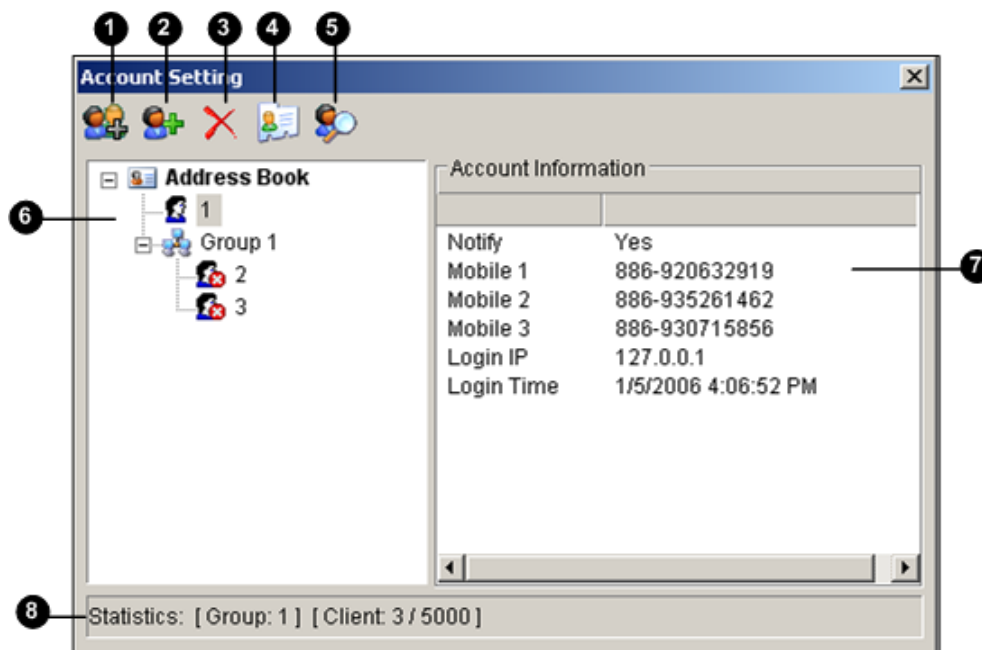 1 2 3 4 5
Account Setting
Address Book
6
1
Group 1
2
3
Account Information
Notify Yes
Mobile 1 886-920632919
7
Mobile 2 886-935261462
Mobile 3 886-930715856
Login IP 127.0.0.1
Login Time 1/5/2006 4:06:52 PM
8
Statistics: [ Group: 1 ] [ Client: 3 / 5000 ]